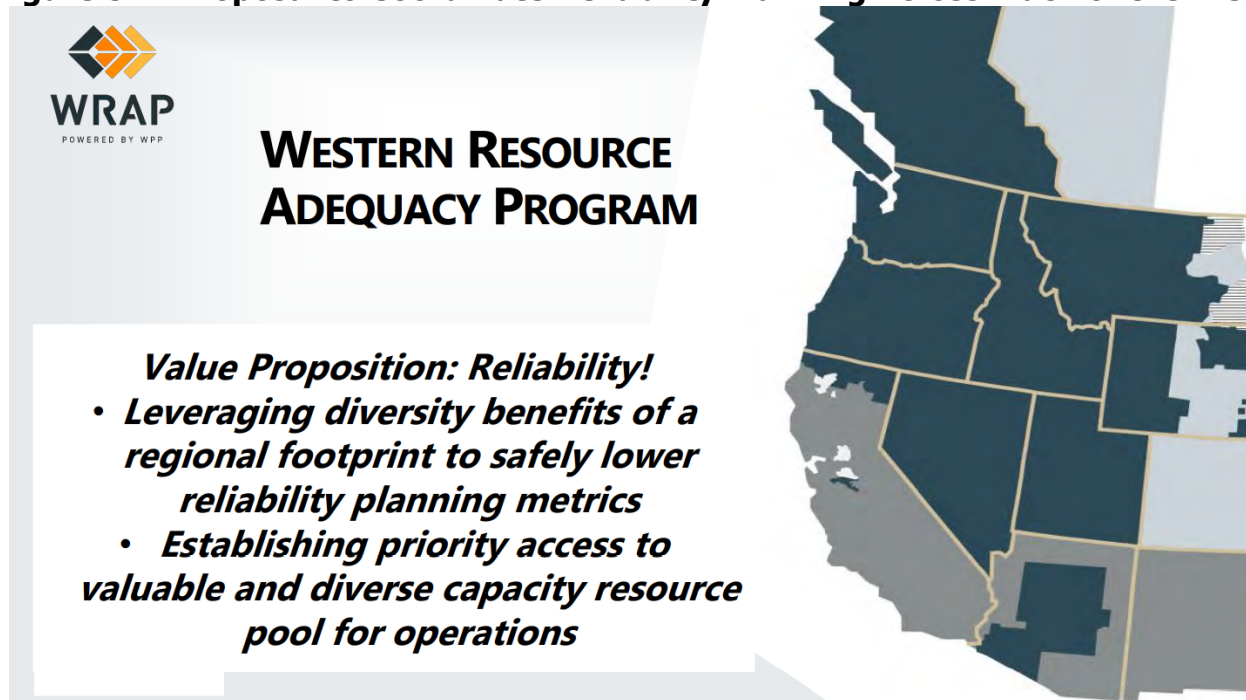 WRAP
POWERED BY WPP
WESTERN RESOURCE
ADEQUACY PROGRAM
Value Proposition: Reliability!
• Leveraging diversity benefits of a
regional footprint to safely lower
reliability planning metrics
• Establishing priority access to
valuable and diverse capacity resource
pool for operations